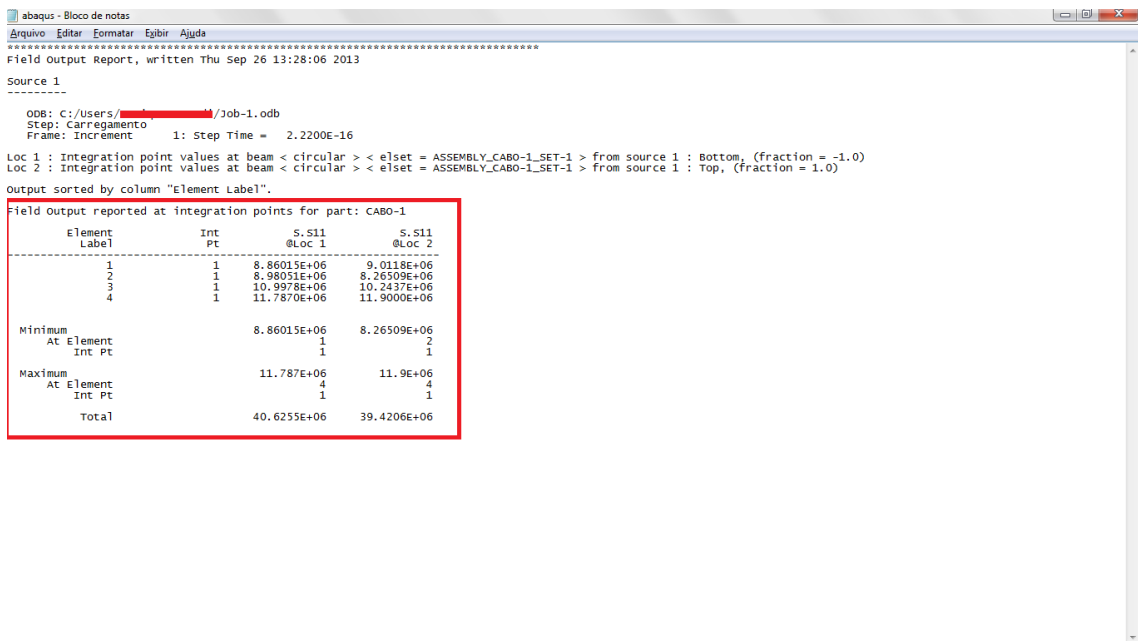 abaqus - Bloco de notas
Arquivo Editar Formatar Exibir Ajuda
********************************************************************************
Field Output Report, written Thu Sep 26 13:28:06 2013
Source 1
---------
ODB: C:/Users/ /Job-1.odb
Step: Carregamento
Frame: Increment 1: Step Time = 2.2200E-16
Loc 1 : Integration point values at beam < circular > < elset = ASSEMBLY_CABO-1_SET-1 > from source 1 : Bottom, (fraction = -1.0)
Loc 2 : Integration point values at beam < circular > < elset = ASSEMBLY_CABO-1_SET-1 > from source 1 : Top, (fraction = 1.0)
Output sorted by column "Element Label".
Field Output reported at integration points for part: CABO-1
Element Int S.S11 S.S11
Label Pt @Loc 1 @Loc 2
-----------------------------------------------------------------
1 1 8.86015E+06 9.0118E+06
2 1 8.98051E+06 8.26509E+06
3 1 10.9978E+06 10.2437E+06
4 1 11.7870E+06 11.9000E+06
Minimum 8.86015E+06 8.26509E+06
At Element 1 2
Int Pt 1 1
Maximum 11.787E+06 11.9E+06
At Element 4 4
Int Pt 1 1
Total 40.6255E+06 39.4206E+06